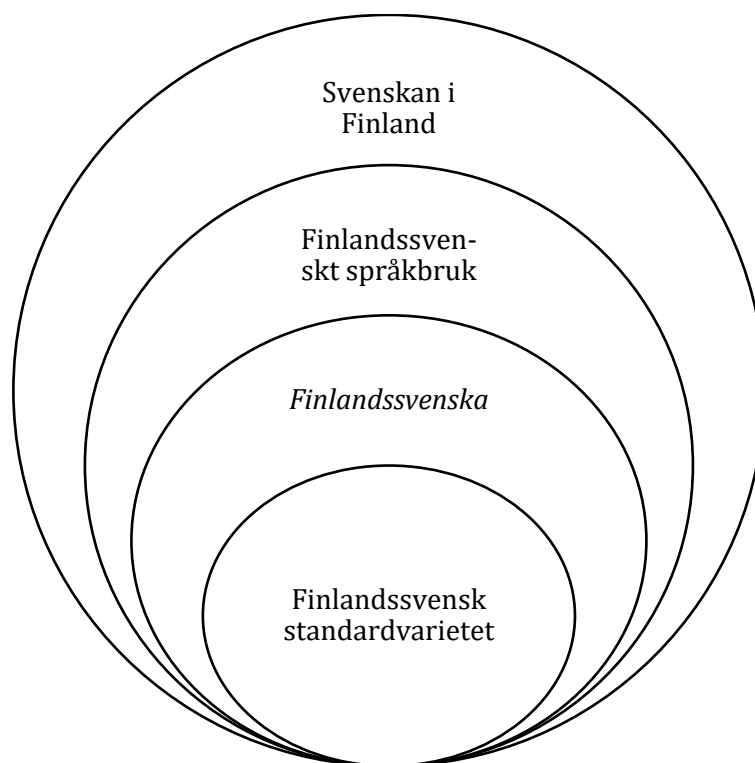 Svenskan i
Finland
Finlandssven-
skt språkbruk
Finlandssvenska
Finlandssvensk
standardvarietet